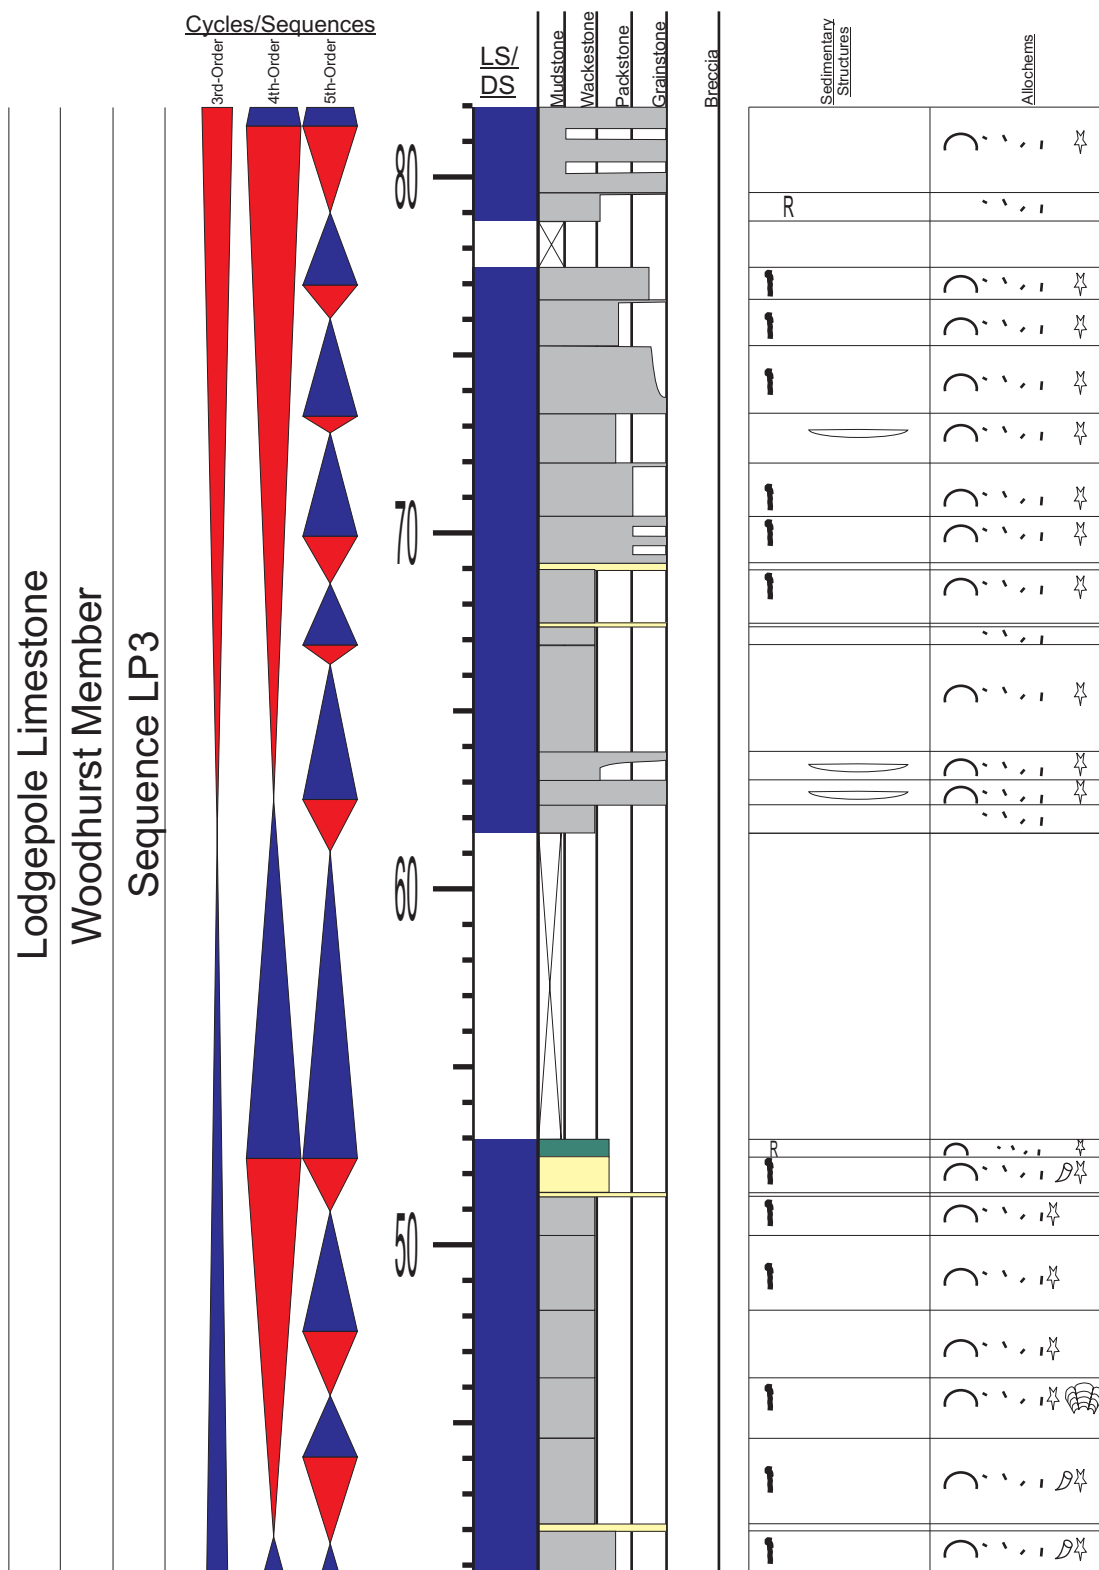 Cycles/Sequences
3rd-Order
4th-Order
5th-Order
LS/
DS
Mudstone
Wackestone
Packstone
Grainstone
Breccia
Sedimentary
Structures
Allochems
Lodgepole Limestone
Woodhurst Member
Sequence LP3
80
R
70
60
R
50